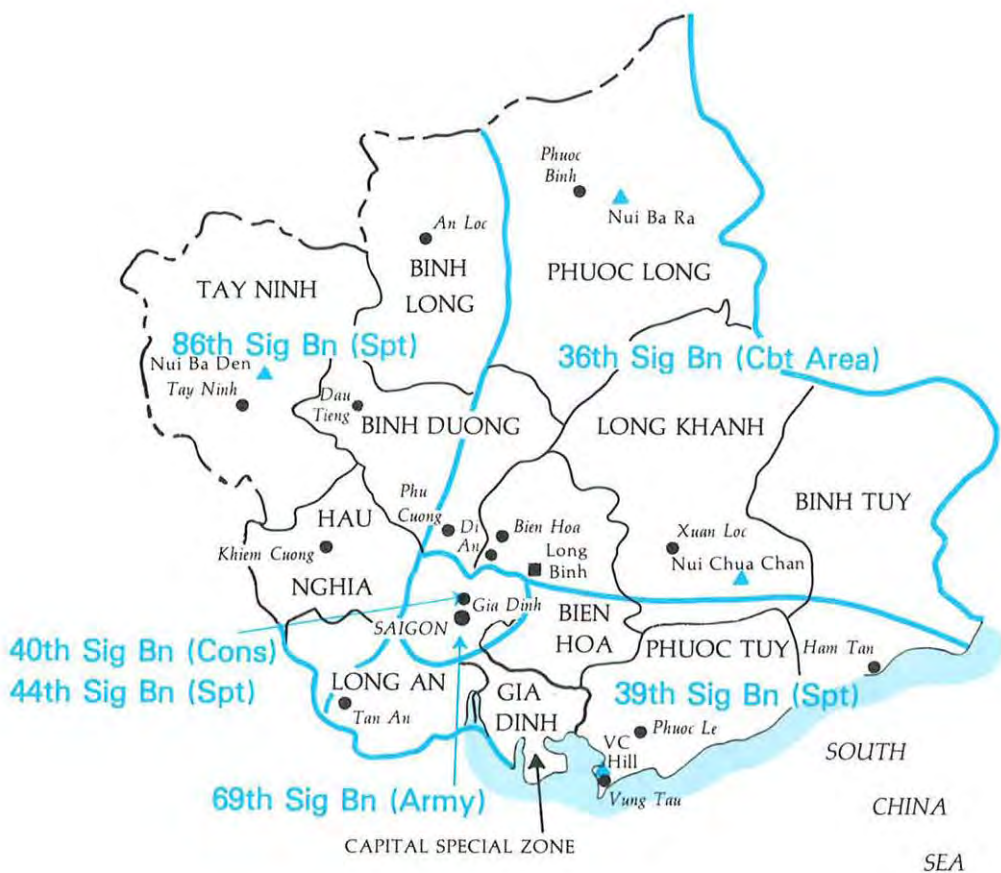 Phuoc
Binh
Nui Ba Ra
An Loc
BINH
LONG
PHUOC LONG
TAY NINH
86th Sig Bn (Spt)
36th Sig Bn (Cbt Area)
Nui Ba Den
Tay Ninh
Dau
Tieng
BINH DUONG
LONG KHANH
BINH TUY
Phu
Cuong
HAU
NGHIA
Khiem Cuong
Di
An
Bien Hoa
Long
Binh
Xuan Loc
Nui Chua Chan
Gia Dinh
SAIGON
BIEN
HOA
PHUOC TUY
Ham Tan
40th Sig Bn (Cons)
44th Sig Bn (Spt)
LONG AN
Tan An
GIA
DINH
39th Sig Bn (Spt)
Phuoc Le
VC
Hill
Vung Tau
69th Sig Bn (Army)
CAPITAL SPECIAL ZONE
SOUTH
CHINA
SEA